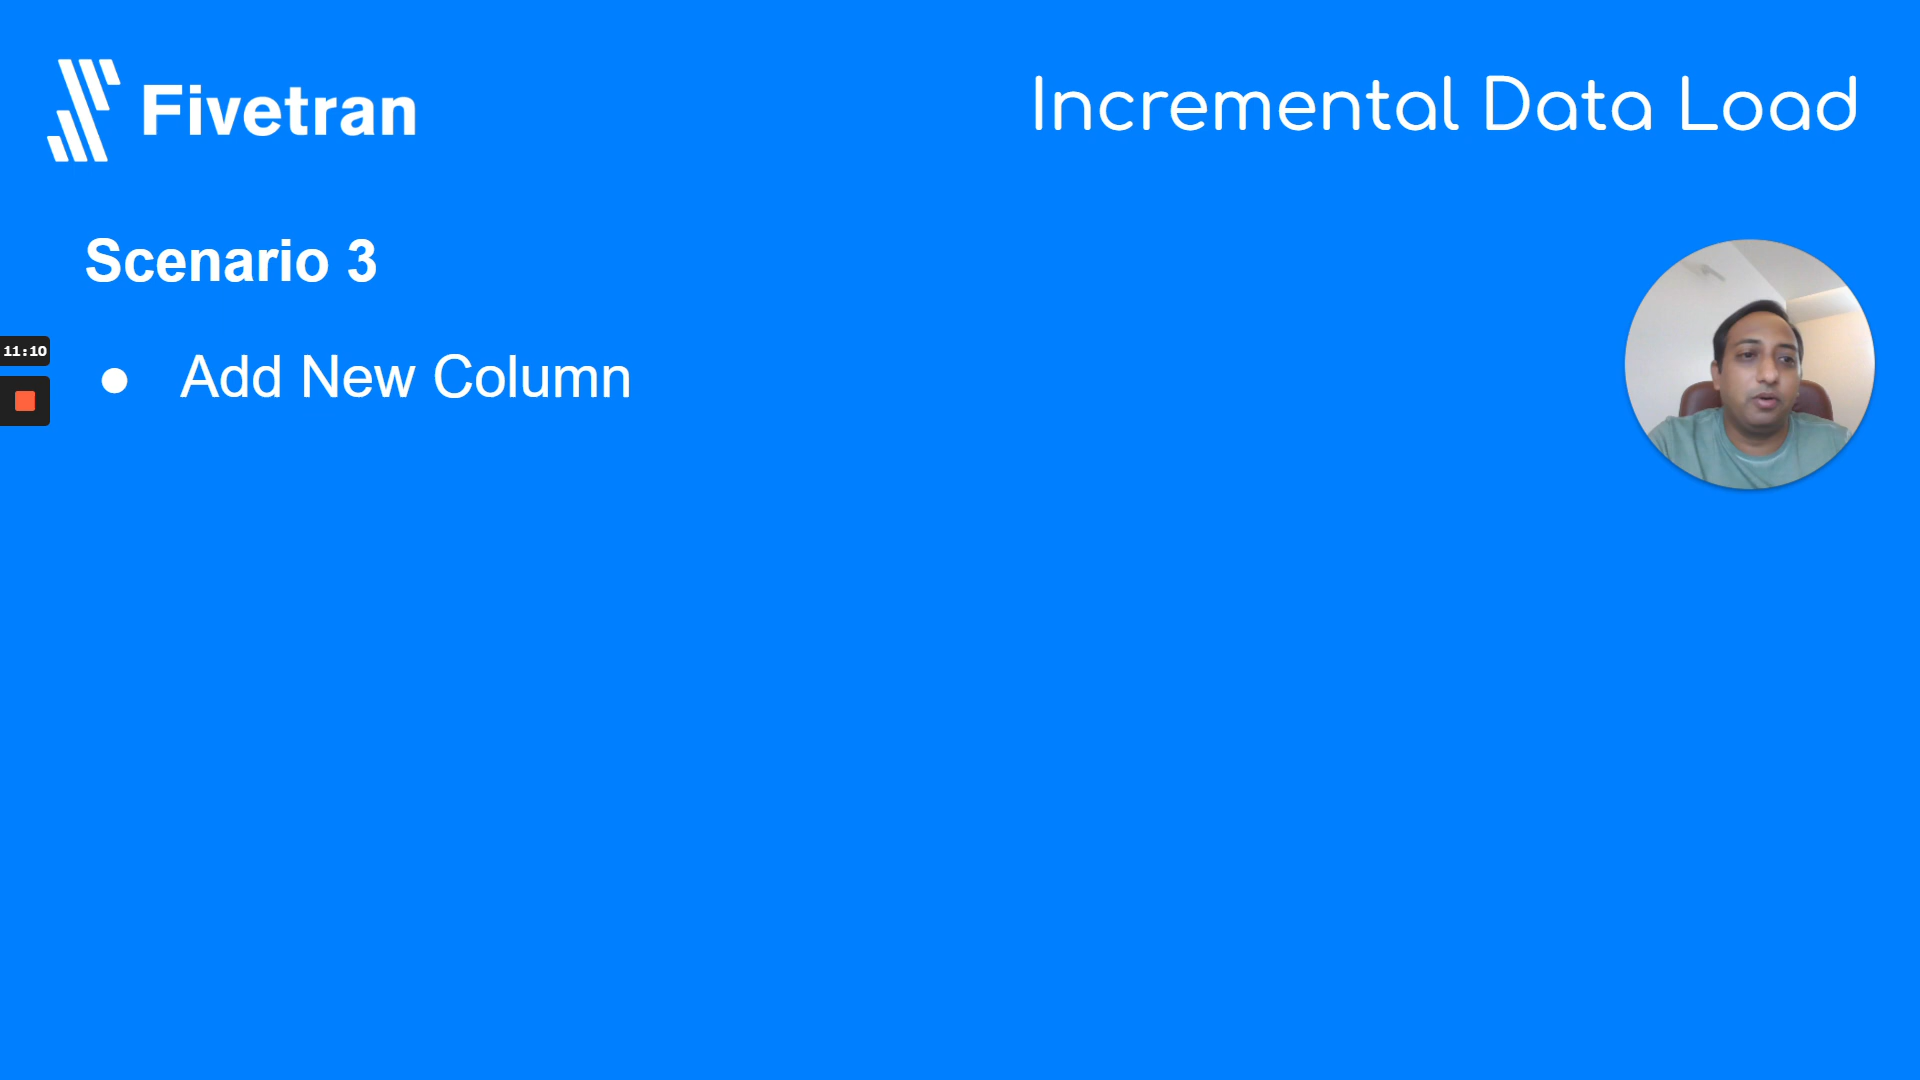 Fivetran
Incremental Data Load
Scenario 3
11:10
● Add New Column